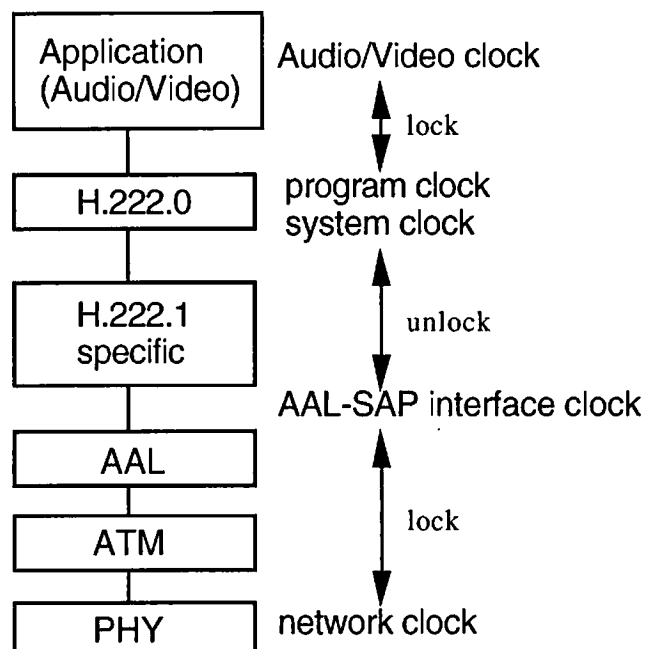 Application
(Audio/Video)
Audio/Video clock
lock
H.222.0
program clock
system clock
H.222.1
specific
unlock
AAL-SAP interface clock
AAL
lock
ATM
PHY
network clock